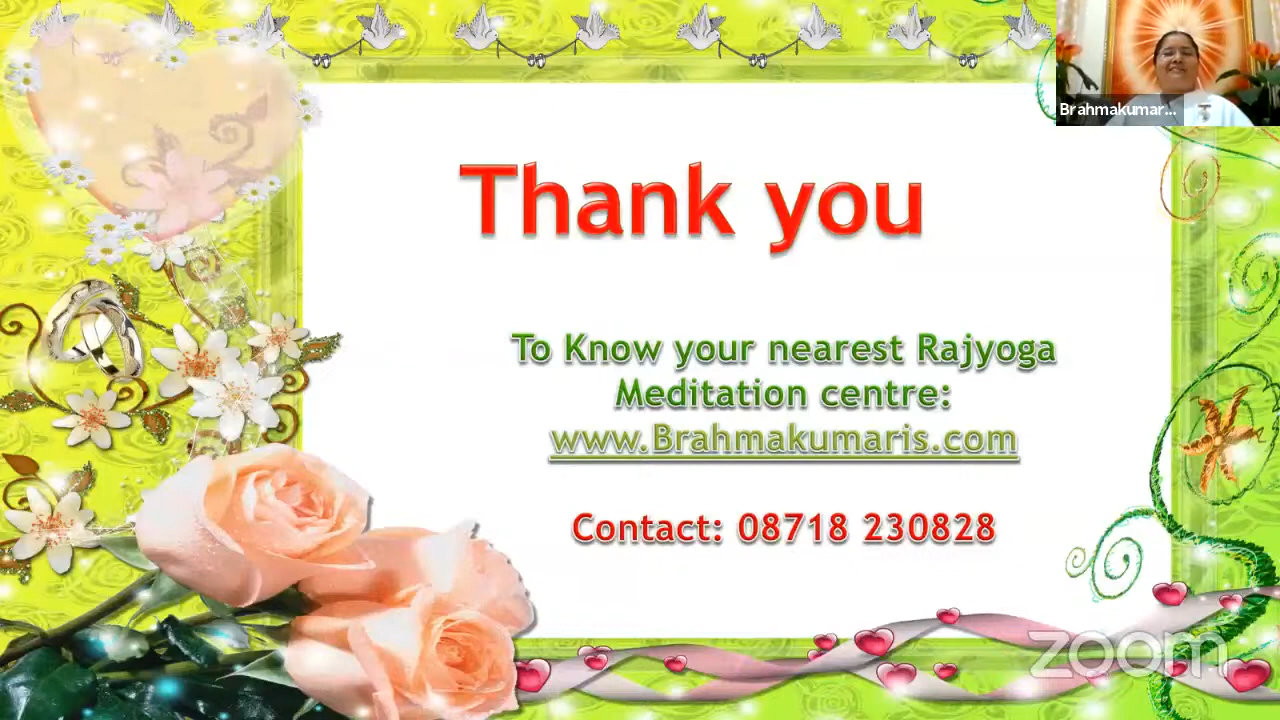 Brahmakumar...
Thank you
To Know your nearest Rajyoga
Meditation centre:
www.Brahmakumaris.com
Contact: 08718 230828
zoom